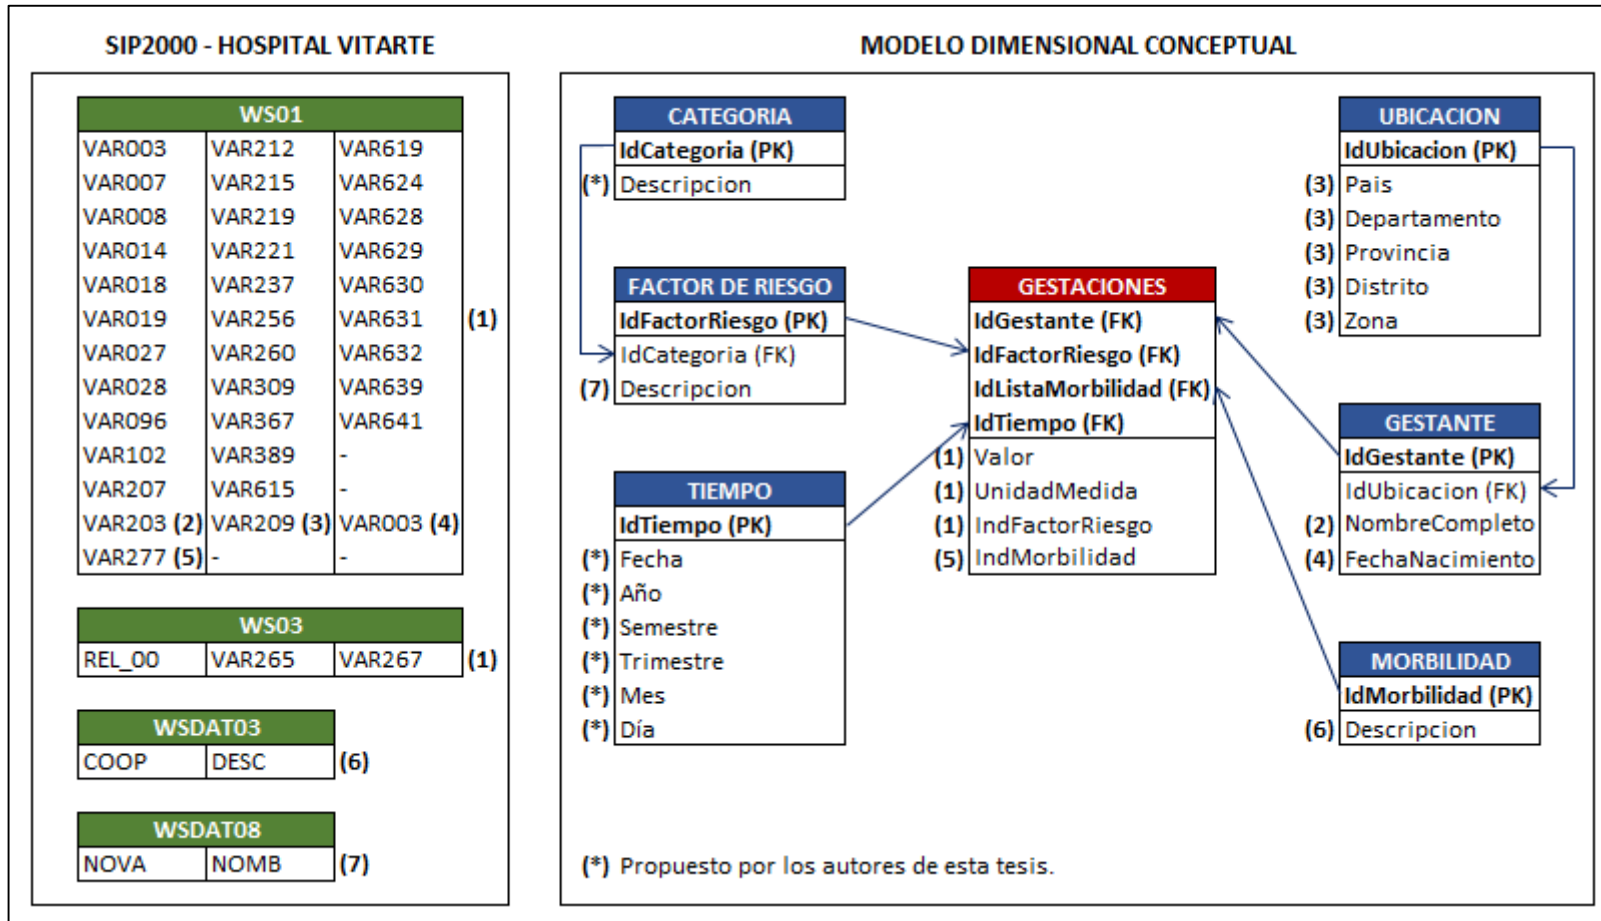 SIP2000 - HOSPITAL VITARTE
WS01
VAR003 VAR212 VAR619
VAR007 VAR215 VAR624
VAR008 VAR219 VAR628
VAR014 VAR221 VAR629
VAR018 VAR237 VAR630
VAR019 VAR256 VAR631 (1)
VAR027 VAR260 VAR632
VAR028 VAR309 VAR639
VAR096 VAR367 VAR641
VAR102 VAR389 -
VAR207 VAR615 -
VAR203 (2) VAR209 (3) VAR003 (4)
VAR277 (5) - -
WS03
REL_00 VAR265 VAR267 (1)
WSDAT03
COOP DESC (6)
WSDAT08
NOVA NOMB (7)
MODELO DIMENSIONAL CONCEPTUAL
CATEGORIA
IdCategoria (PK)
(*) Descripcion
FACTOR DE RIESGO
IdFactorRiesgo (PK)
IdCategoria (FK)
(7) Descripcion
TIEMPO
IdTiempo (PK)
(*) Fecha
(*) Año
(*) Semestre
(*) Trimestre
(*) Mes
(*) Día
GESTACIONES
IdGestante (FK)
IdFactorRiesgo (FK)
IdListaMorbilidad (FK)
IdTiempo (FK)
(1) Valor
(1) UnidadMedida
(1) IndFactorRiesgo
(5) IndMorbilidad
UBICACION
IdUbicacion (PK)
(3) Pais
(3) Departamento
(3) Provincia
(3) Distrito
(3) Zona
GESTANTE
IdGestante (PK)
IdUbicacion (FK)
(2) NombreCompleto
(4) FechaNacimiento
MORBILIDAD
IdMorbilidad (PK)
(6) Descripcion
(*) Propuesto por los autores de esta tesis.